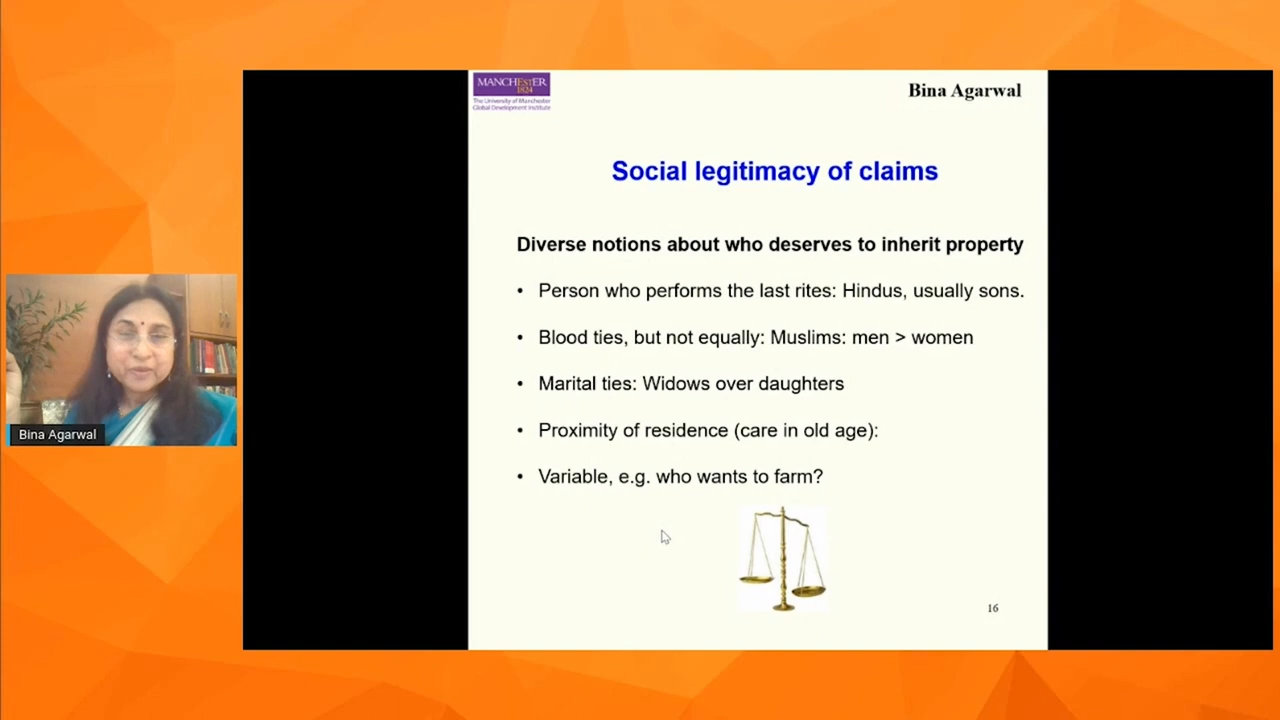 MANCHESTER
1824
The University of Manchester
Global Development Institute
Bina Agarwal
Social legitimacy of claims
Diverse notions about who deserves to inherit property
• Person who performs the last rites: Hindus, usually sons.
• Blood ties, but not equally: Muslims: men > women
• Marital ties: Widows over daughters
• Proximity of residence (care in old age):
• Variable, e.g. who wants to farm?
16
Bina Agarwal